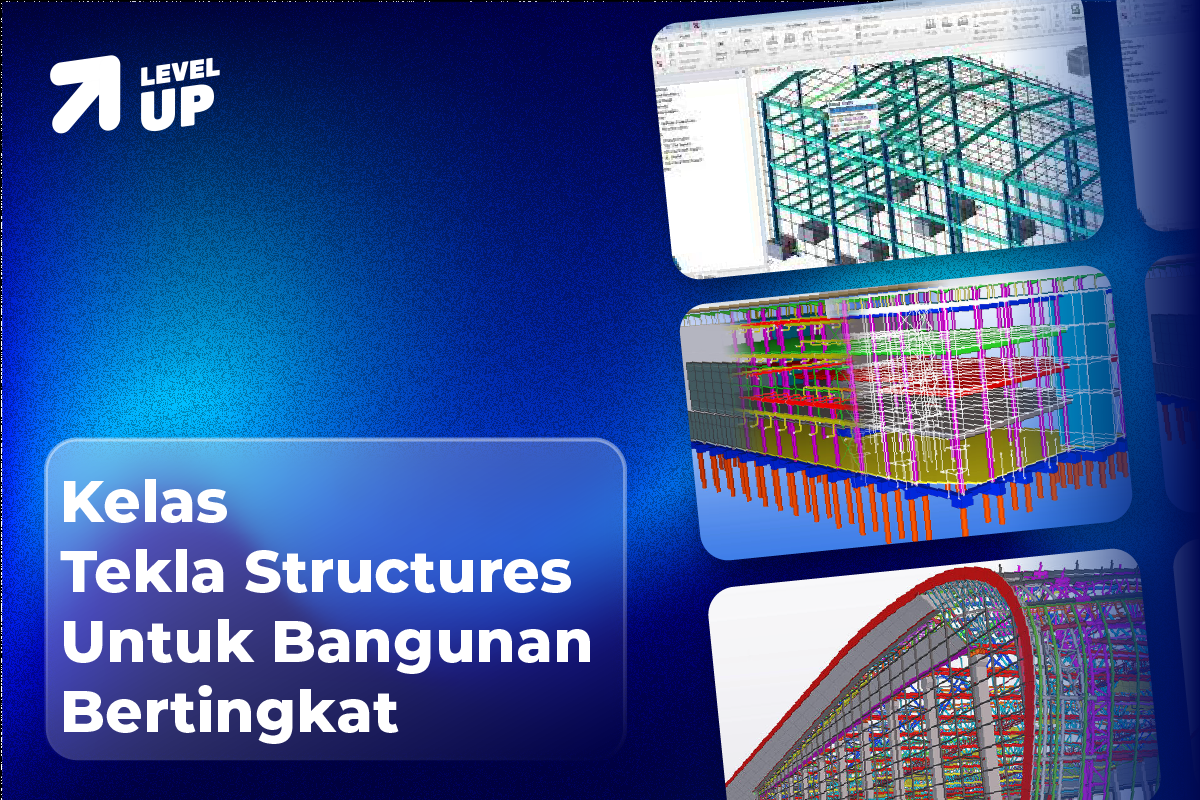 LEVEL
UP
Kelas
Tekla Structures
Untuk Bangunan
Bertingkat